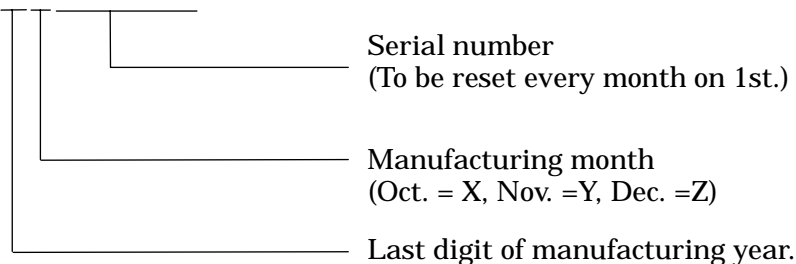 Serial number
(To be reset every month on 1st.)
Manufacturing month
(Oct. = X, Nov. =Y, Dec. =Z)
Last digit of manufacturing year.